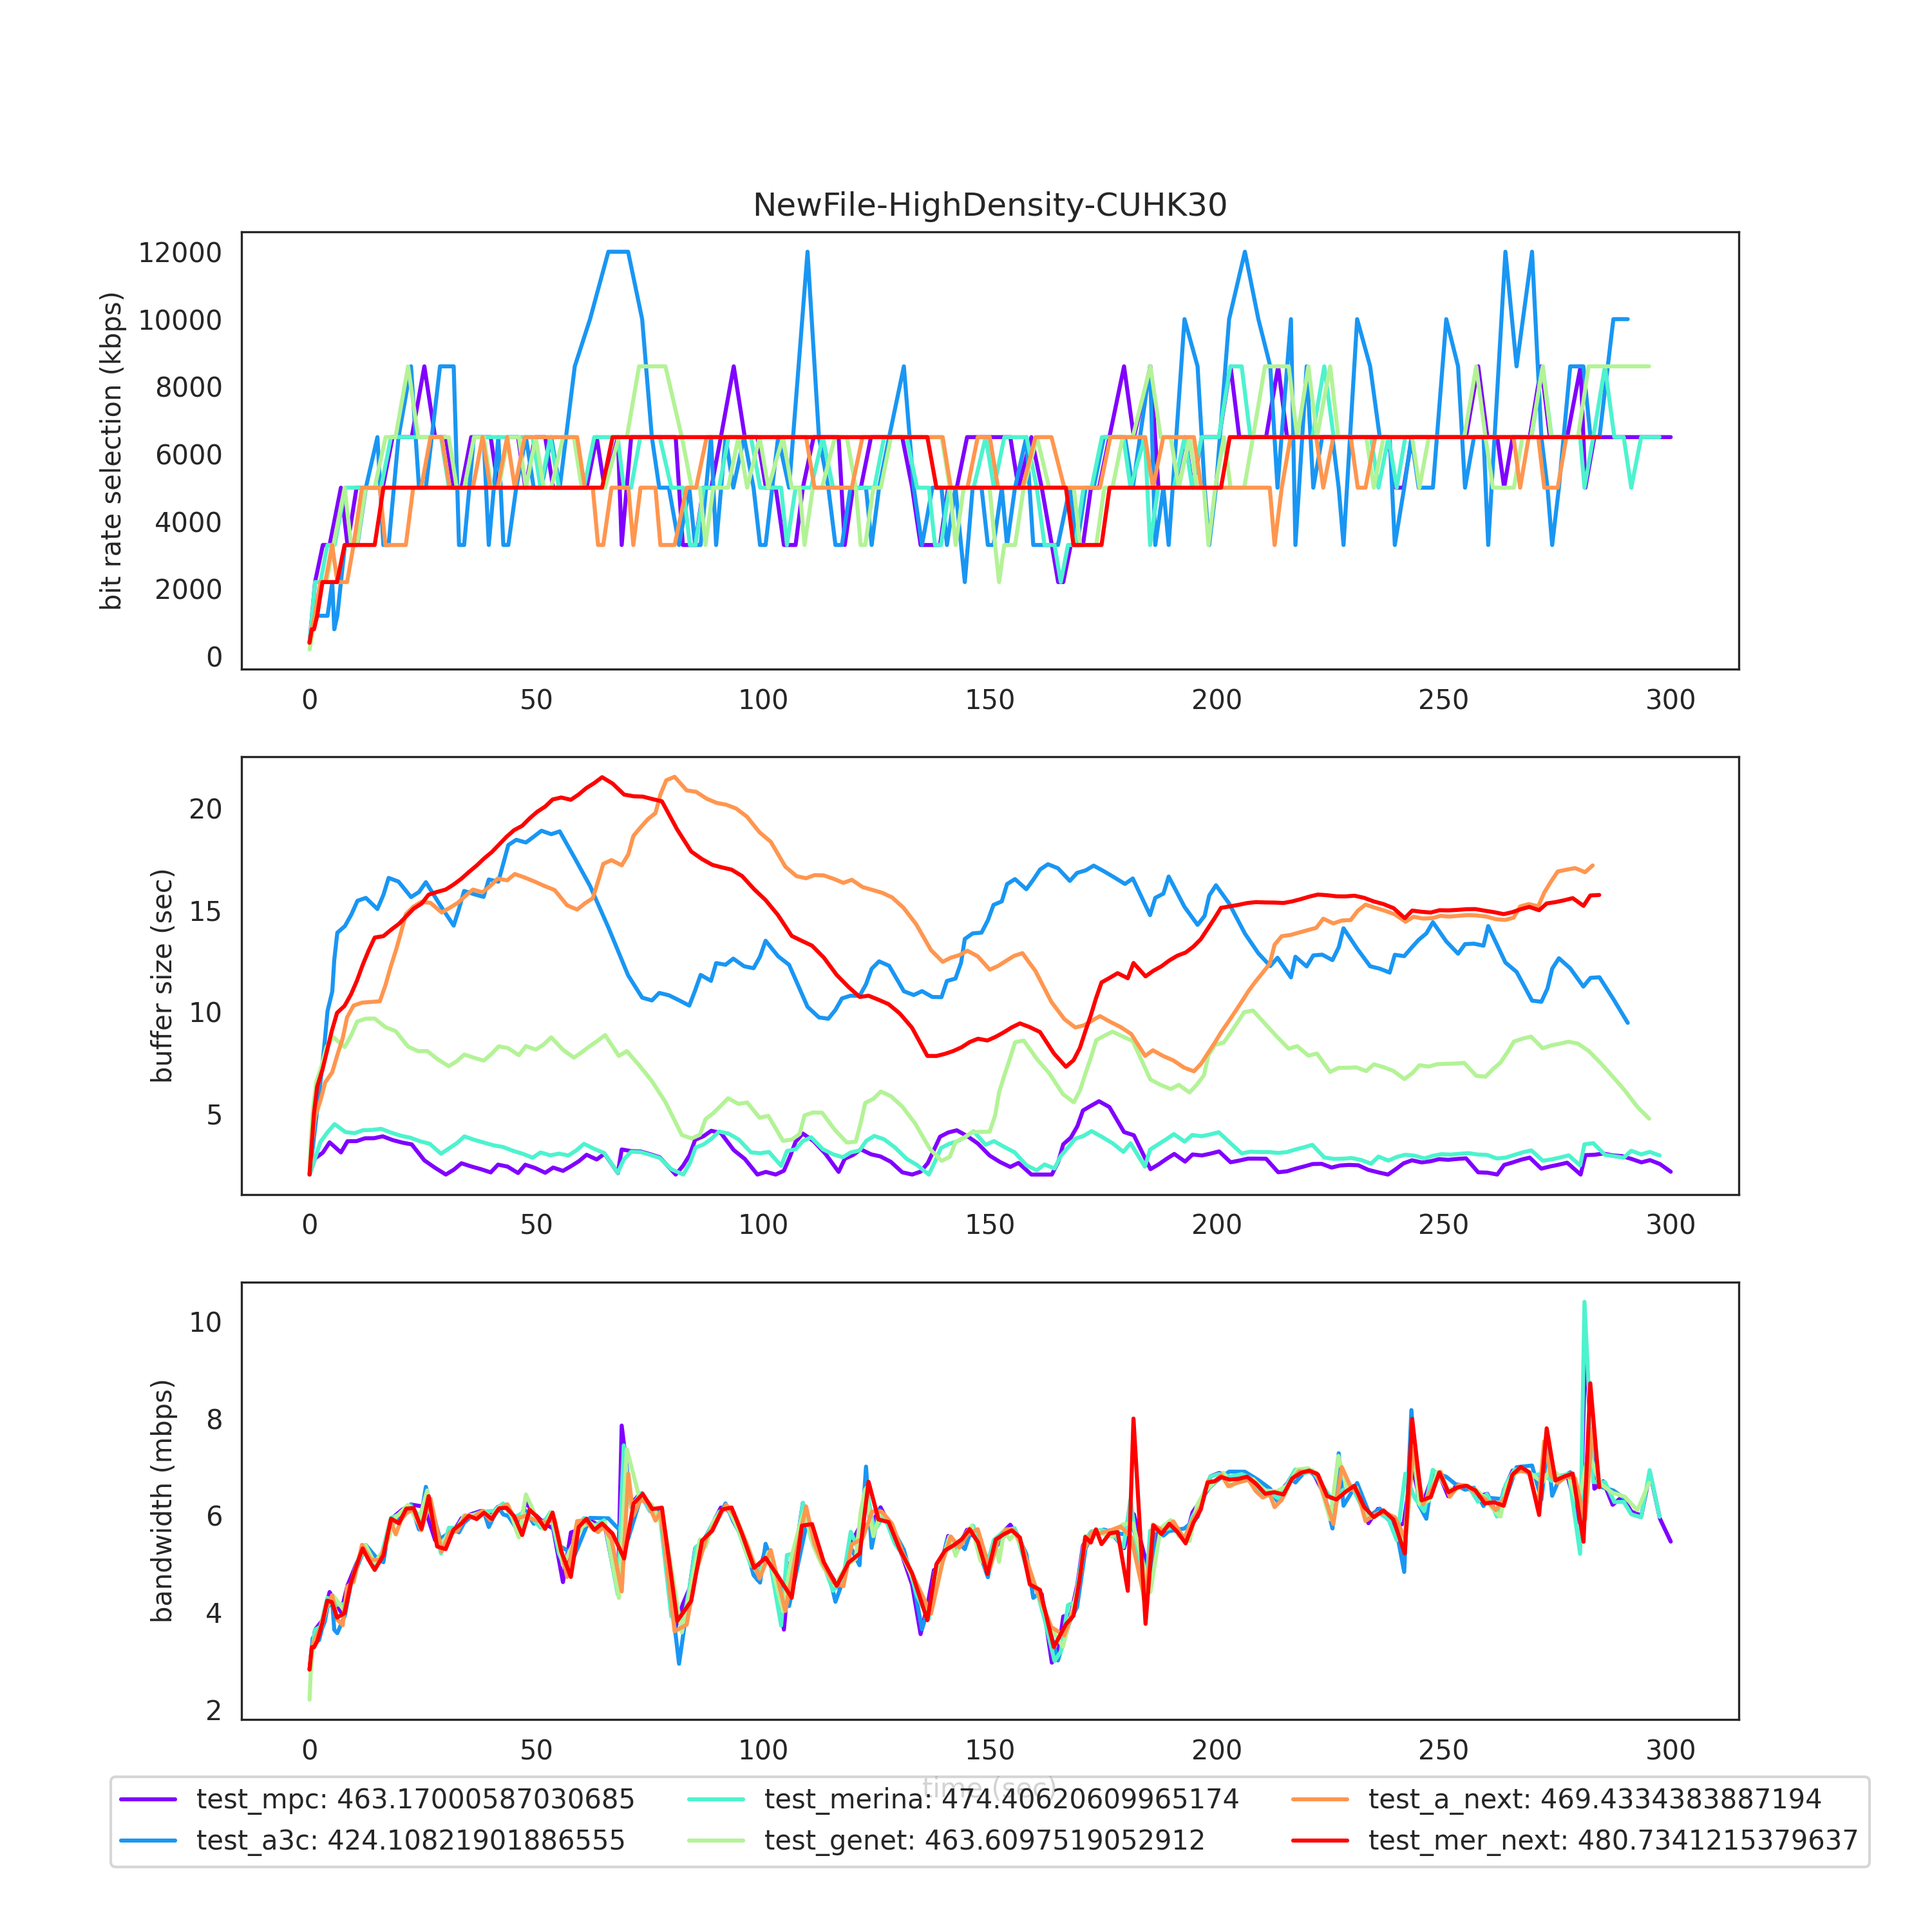 NewFile-HighDensity-CUHK30
bit rate selection (kbps)
12000
10000
8000
6000
4000
2000
0
0 50 100 150 200 250 300
buffer size (sec)
20
15
10
5
0 50 100 150 200 250 300
bandwidth (mbps)
10
8
6
4
2
0 50 100 150 200 250 300
time (sec)
test_mpc: 463.17000587030685 test_merina: 474.40620609965174 test_a_next: 469.4334383887194
test_a3c: 424.10821901886555 test_genet: 463.6097519052912 test_mer_next: 480.7341215379637